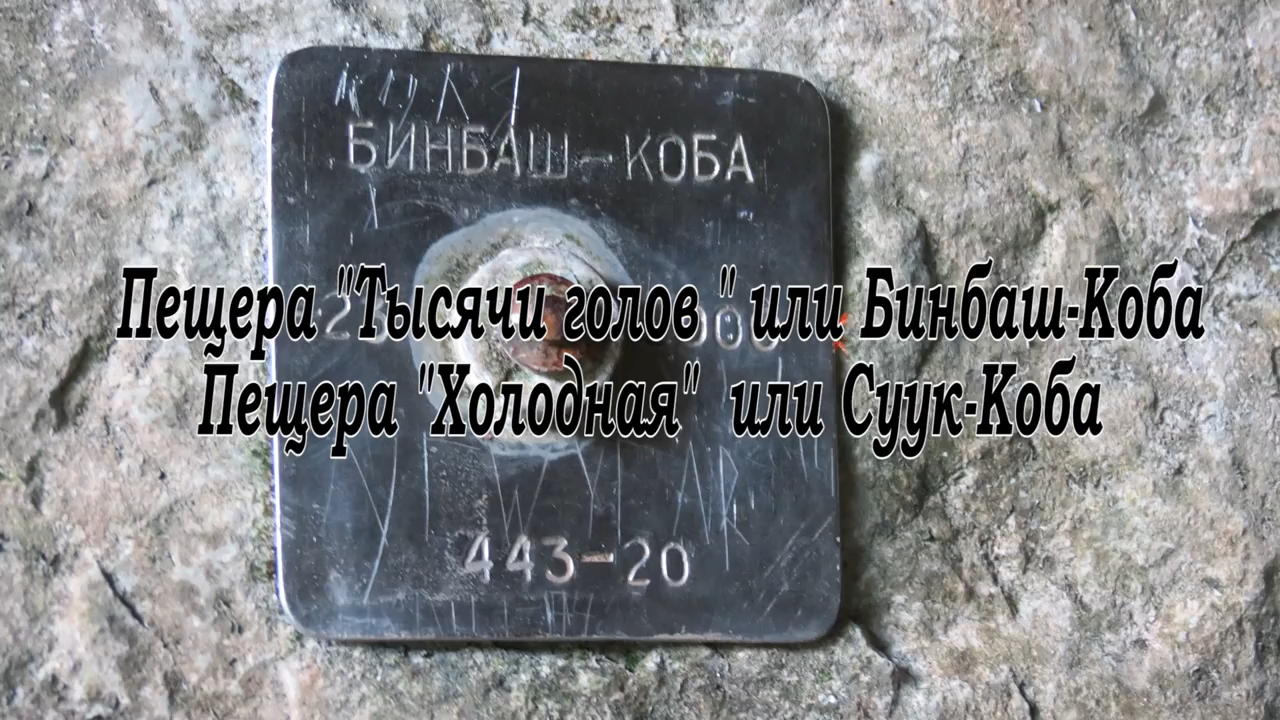 БИНБАШ-КОБА
Пещера "Тысячи голов " или Бинбаш-Коба
Пещера "Холодная" или Суук-Коба
443-20